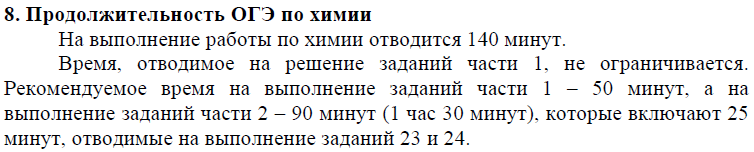 8. Продолжительность ОГЭ по химии
На выполнение работы по химии отводится 140 минут.
Время, отводимое на решение заданий части 1, не ограничивается.
Рекомендуемое время на выполнение заданий части 1 – 50 минут, а на
выполнение заданий части 2 – 90 минут (1 час 30 минут), которые включают 25
минут, отводимые на выполнение заданий 23 и 24.